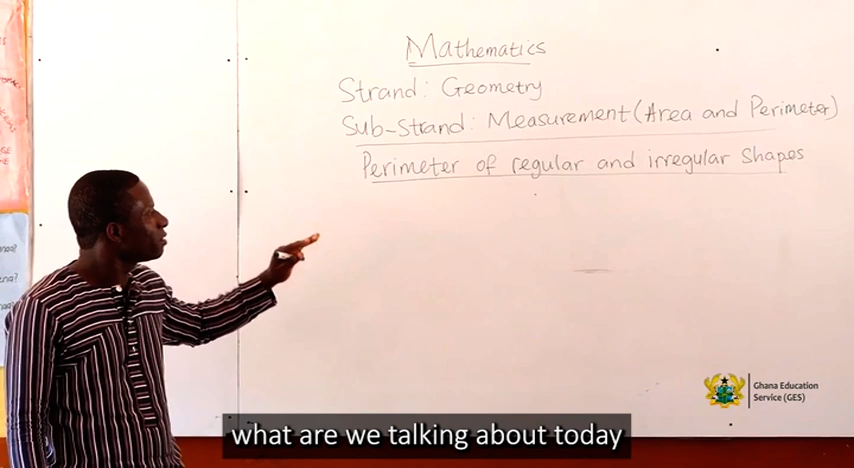 Mathematics
Strand: Geometry
Sub-Strand: Measurement (Area and Perimeter)
Perimeter of regular and irregular shapes
Ghana Education
Service (GES)
what are we talking about today